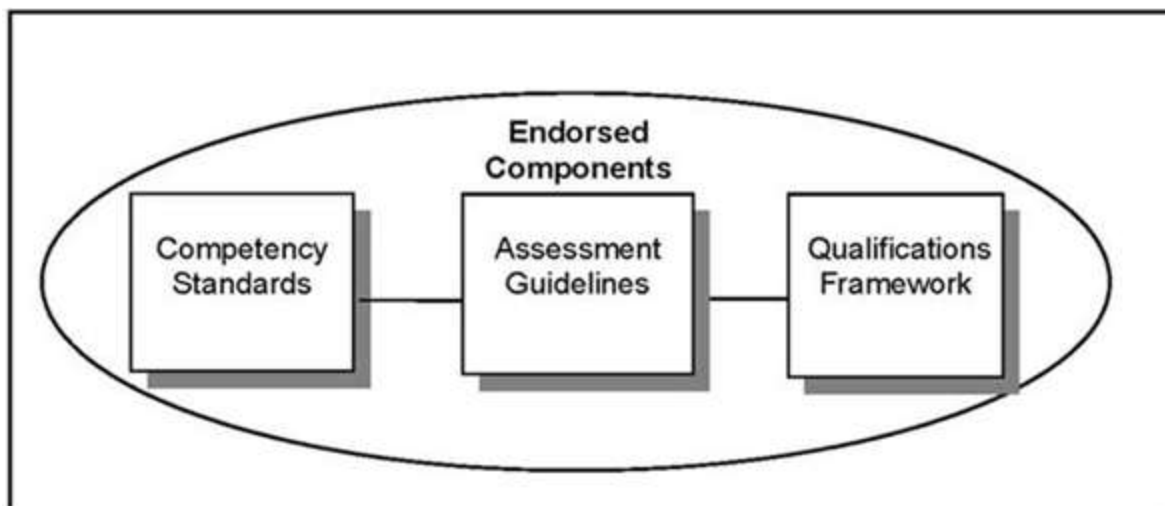 Endorsed
Components
Competency
Standards
Assessment
Guidelines
Qualifications
Framework